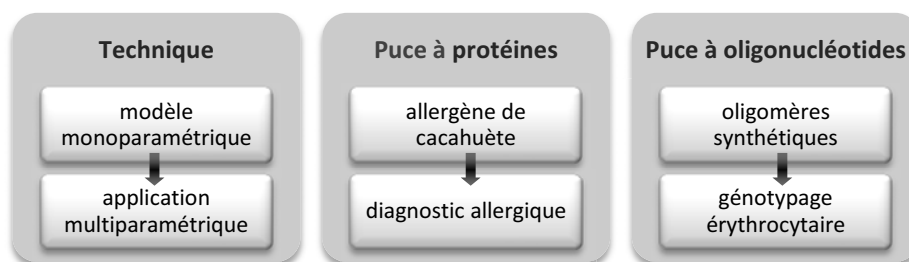 Technique
modèle
monoparamétrique
application
multiparamétrique
Puce à protéines
allergène de
cacahuète
diagnostic allergique
Puce à oligonucléotides
oligomères
synthétiques
génotypage
érythrocytaire